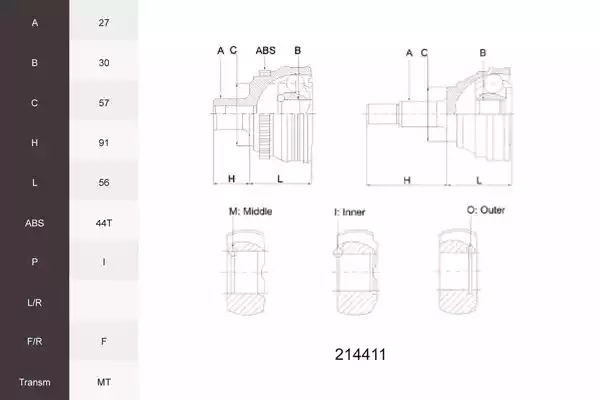 A 27
B 30
C 57
H 91
L 56
ABS 44T
P I
L/R
F/R F
Transm MT
A C ABS B
A C B
H L
H L
M: Middle
I: Inner
O: Outer
214411